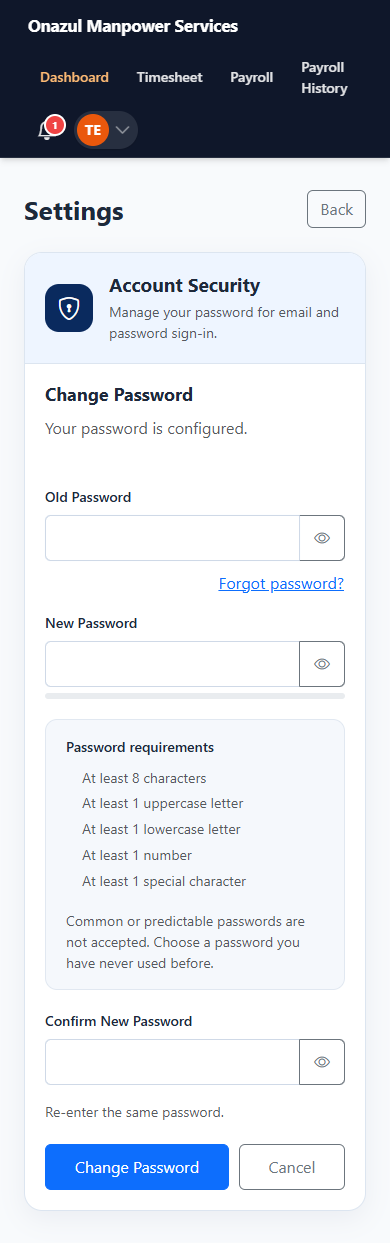 Onazul Manpower Services
Dashboard
Timesheet
Payroll
Payroll
History
1
TE
Settings
Back
Account Security
Manage your password for email and
password sign-in.
Change Password
Your password is configured.
Old Password
Forgot password?
New Password
Password requirements
At least 8 characters
At least 1 uppercase letter
At least 1 lowercase letter
At least 1 number
At least 1 special character
Common or predictable passwords are
not accepted. Choose a password you
have never used before.
Confirm New Password
Re-enter the same password.
Change Password
Cancel